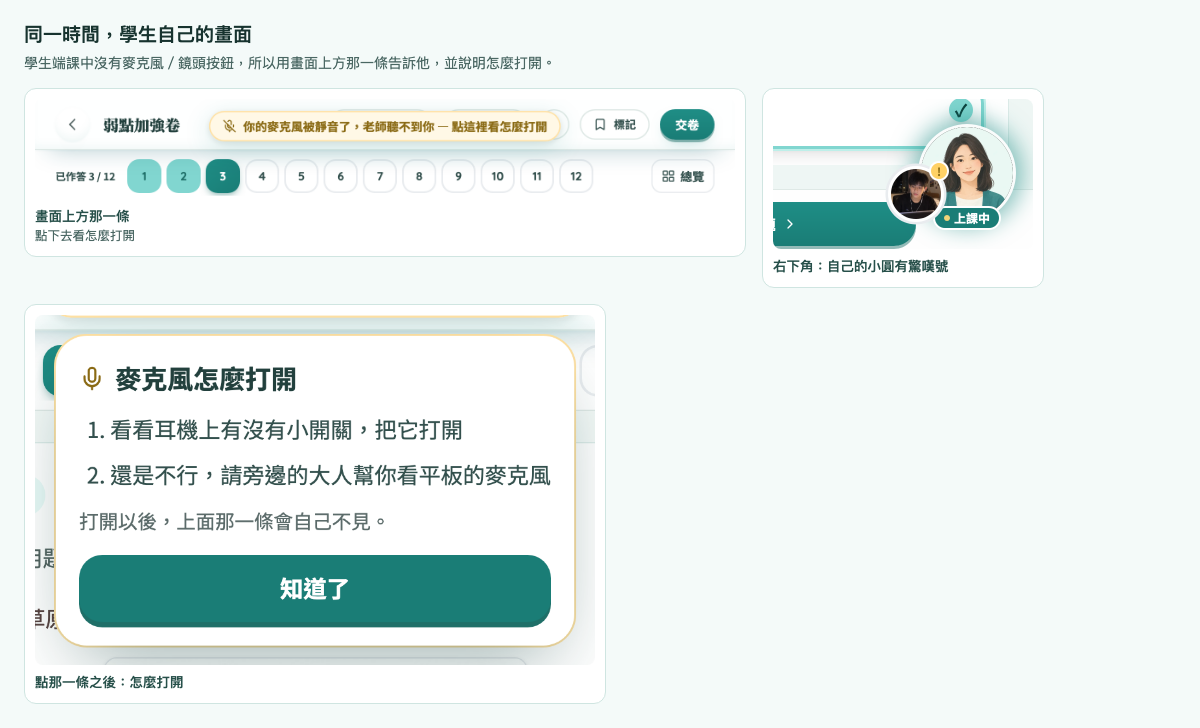 同一時間，學生自己的畫面
學生端課中沒有麥克風 / 鏡頭按鈕，所以用畫面上方那一條告訴他，並說明怎麼打開。
弱點加強卷
你的麥克風被靜音了，老師聽不到你 — 點這裡看怎麼打開
標記
交卷
已作答 3 / 12
1 2 3 4 5 6 7 8 9 10 11 12
總覽
畫面上方那一條
點下去看怎麼打開
!
上課中
右下角：自己的小圓有驚嘆號
麥克風怎麼打開
1. 看看耳機上有沒有小開關，把它打開
2. 還是不行，請旁邊的大人幫你看平板的麥克風
打開以後，上面那一條會自己不見。
知道了
點那一條之後：怎麼打開